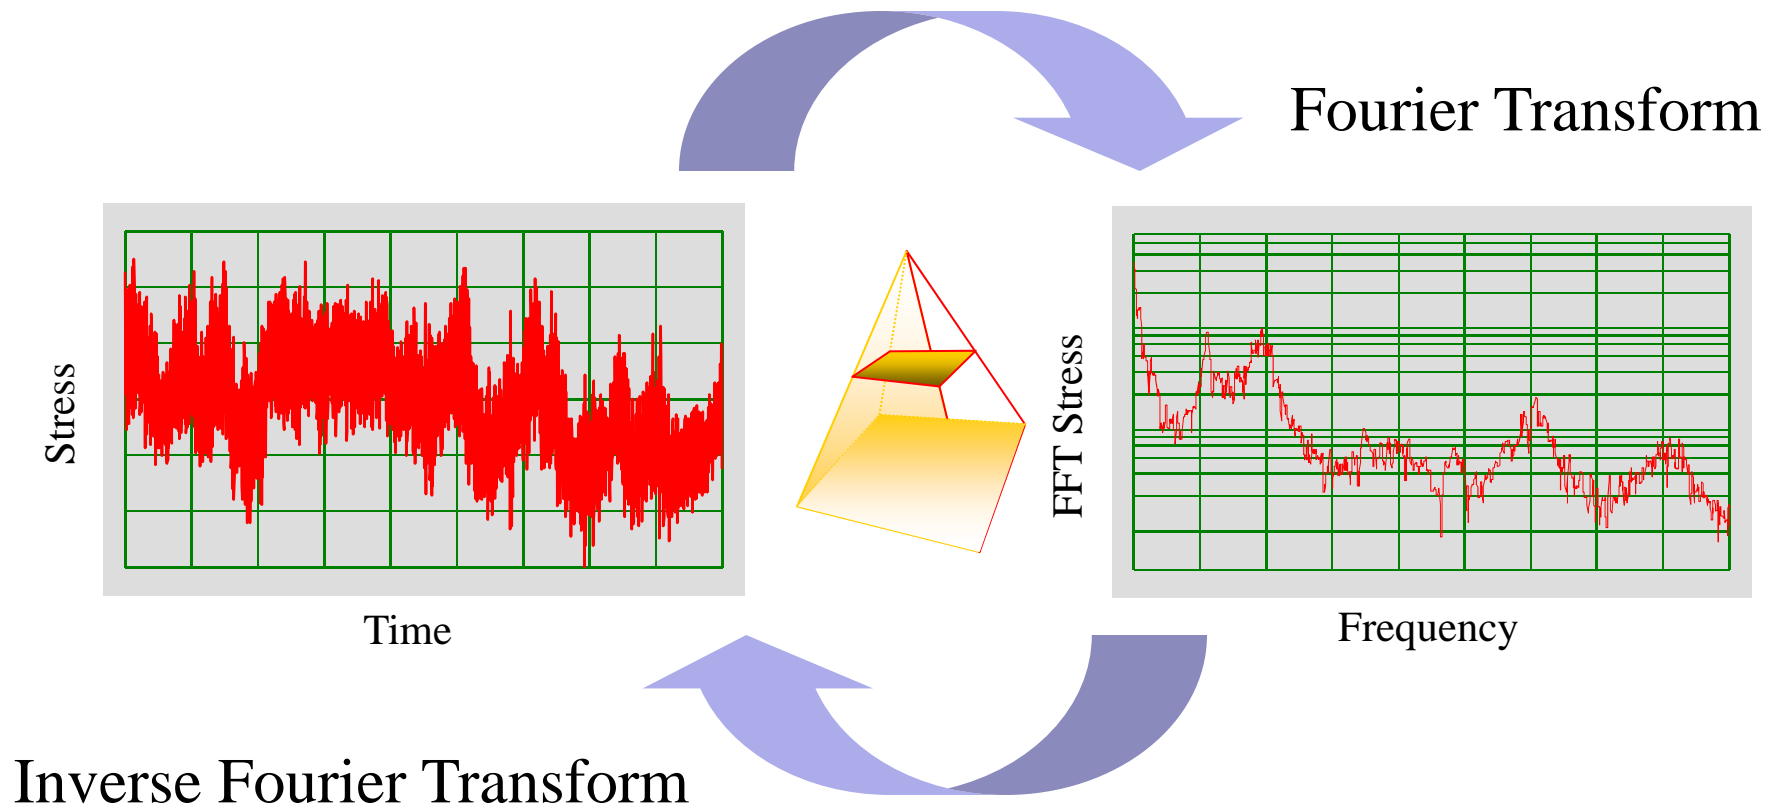 Fourier Transform
Stress
Time
FFT Stress
Frequency
Inverse Fourier Transform